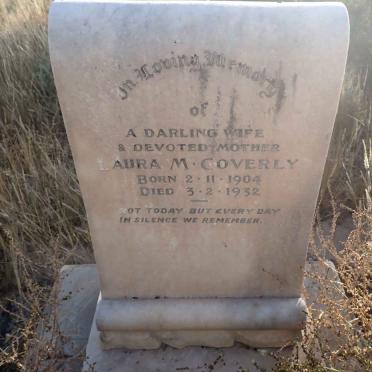 In Loving Memory
of
A DARLING WIFE
& DEVOTED MOTHER
LAURA M. COVERLY
BORN 2·11·1904
DIED 3·2·1932
NOT TODAY BUT EVERY DAY
IN SILENCE WE REMEMBER.